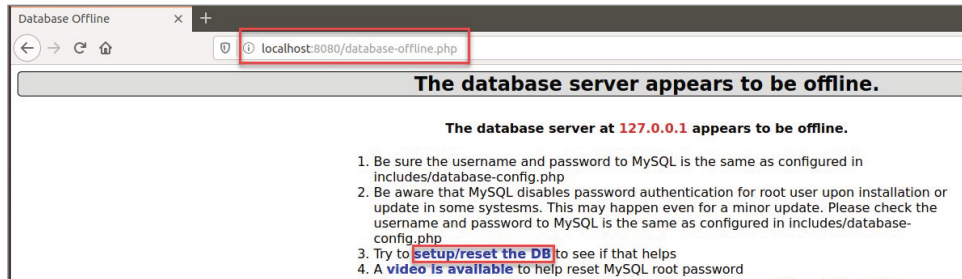 Database Offline
localhost:8080/database-offline.php
The database server appears to be offline.
The database server at 127.0.0.1 appears to be offline.
1. Be sure the username and password to MySQL is the same as configured in
includes/database-config.php
2. Be aware that MySQL disables password authentication for root user upon installation or
update in some systesms. This may happen even for a minor update. Please check the
username and password to MySQL is the same as configured in includes/database-
config.php
3. Try to setup/reset the DB to see if that helps
4. A video is available to help reset MySQL root password